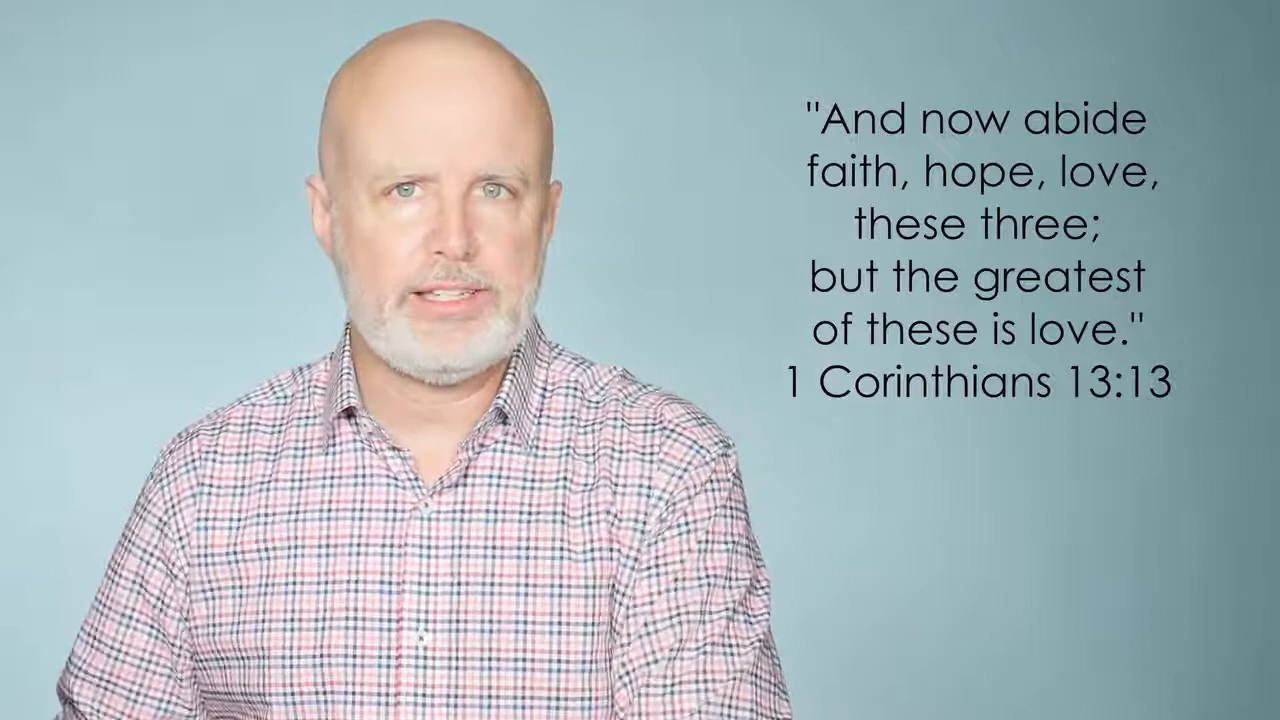 "And now abide
faith, hope, love,
these three;
but the greatest
of these is love."
1 Corinthians 13:13